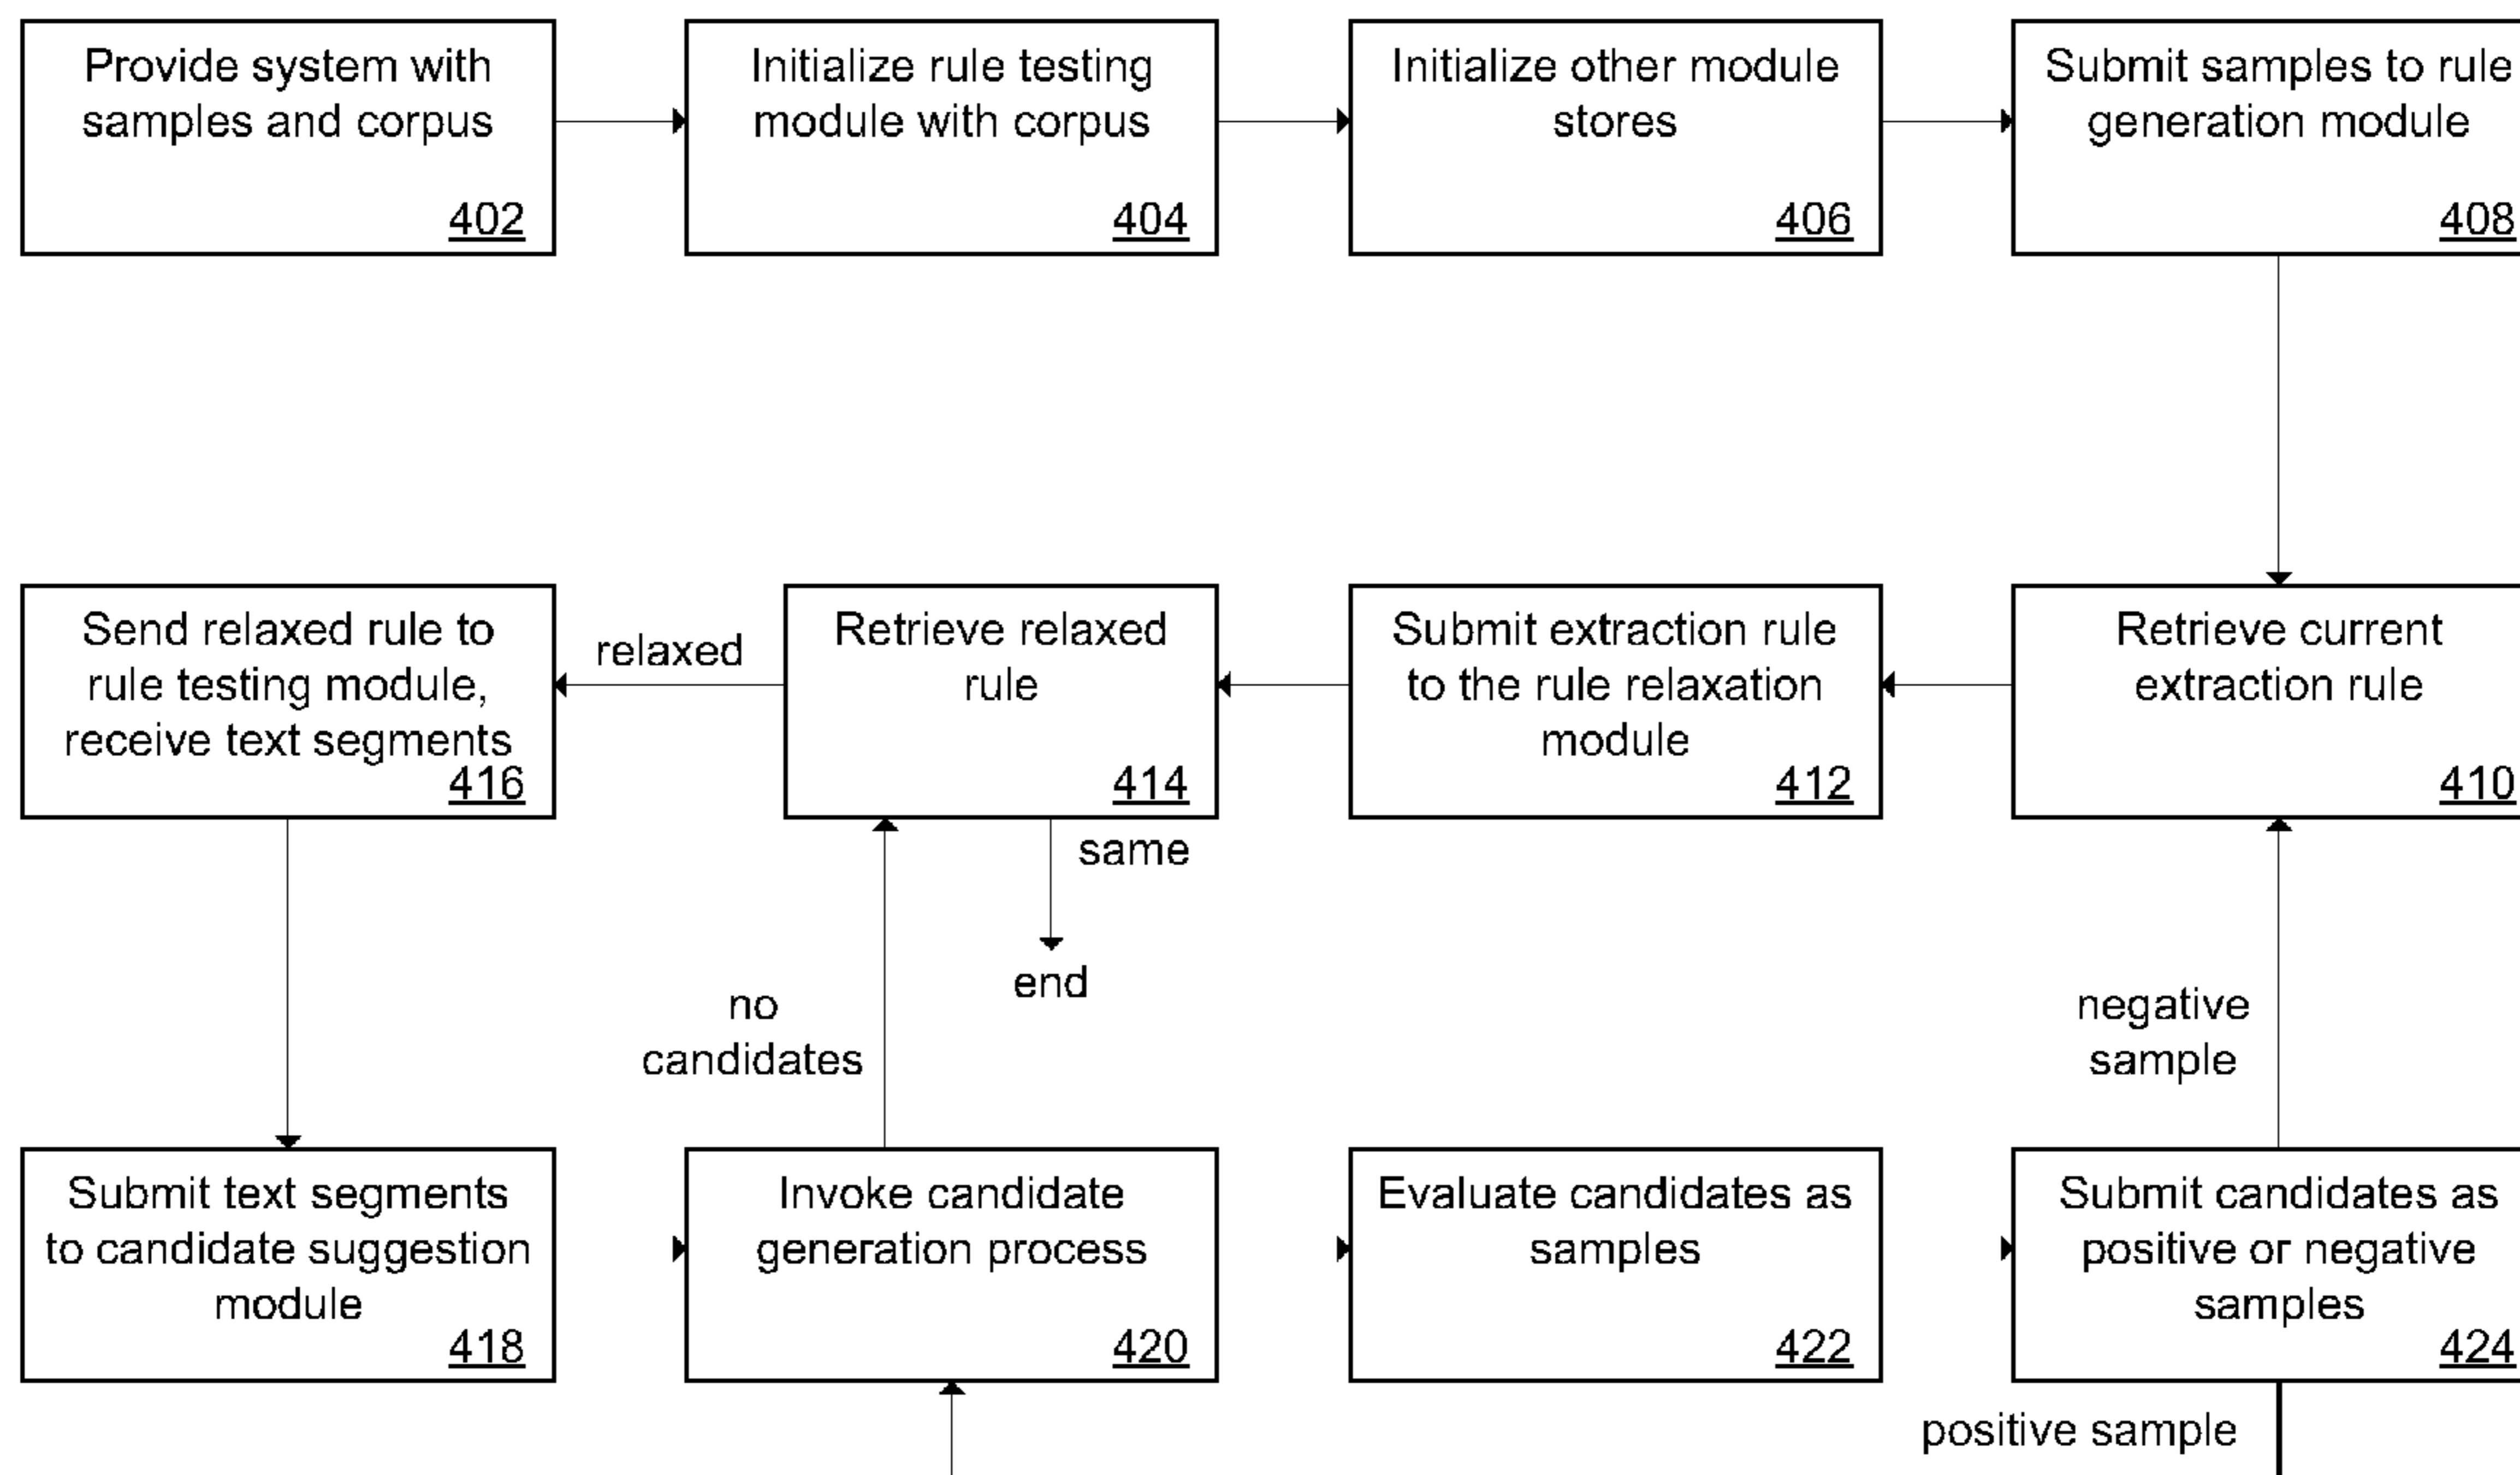 Provide system with
samples and corpus
402
Initialize rule testing
module with corpus
404
Initialize other module
stores
406
Submit samples to rule
generation module
408
Send relaxed rule to
rule testing module,
receive text segments
416
relaxed
Retrieve relaxed
rule
414
Submit extraction rule
to the rule relaxation
module
412
Retrieve current
extraction rule
410
same
end
no
candidates
negative
sample
Submit text segments
to candidate suggestion
module
418
Invoke candidate
generation process
420
Evaluate candidates as
samples
422
Submit candidates as
positive or negative
samples
424
positive sample